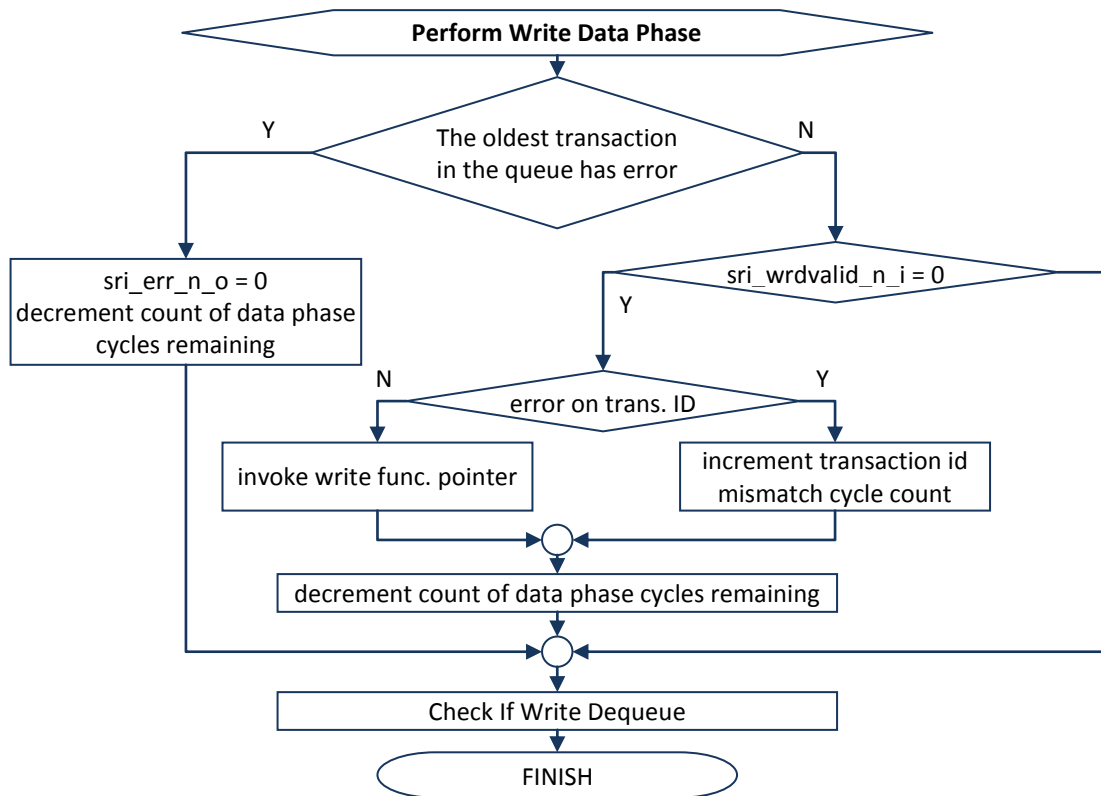 Perform Write Data Phase
Y
The oldest transaction
in the queue has error
N
sri_err_n_o = 0
decrement count of data phase
cycles remaining
sri_wrdvalid_n_i = 0
Y
N
error on trans. ID
Y
invoke write func. pointer
increment transaction id
mismatch cycle count
decrement count of data phase cycles remaining
Check If Write Dequeue
FINISH